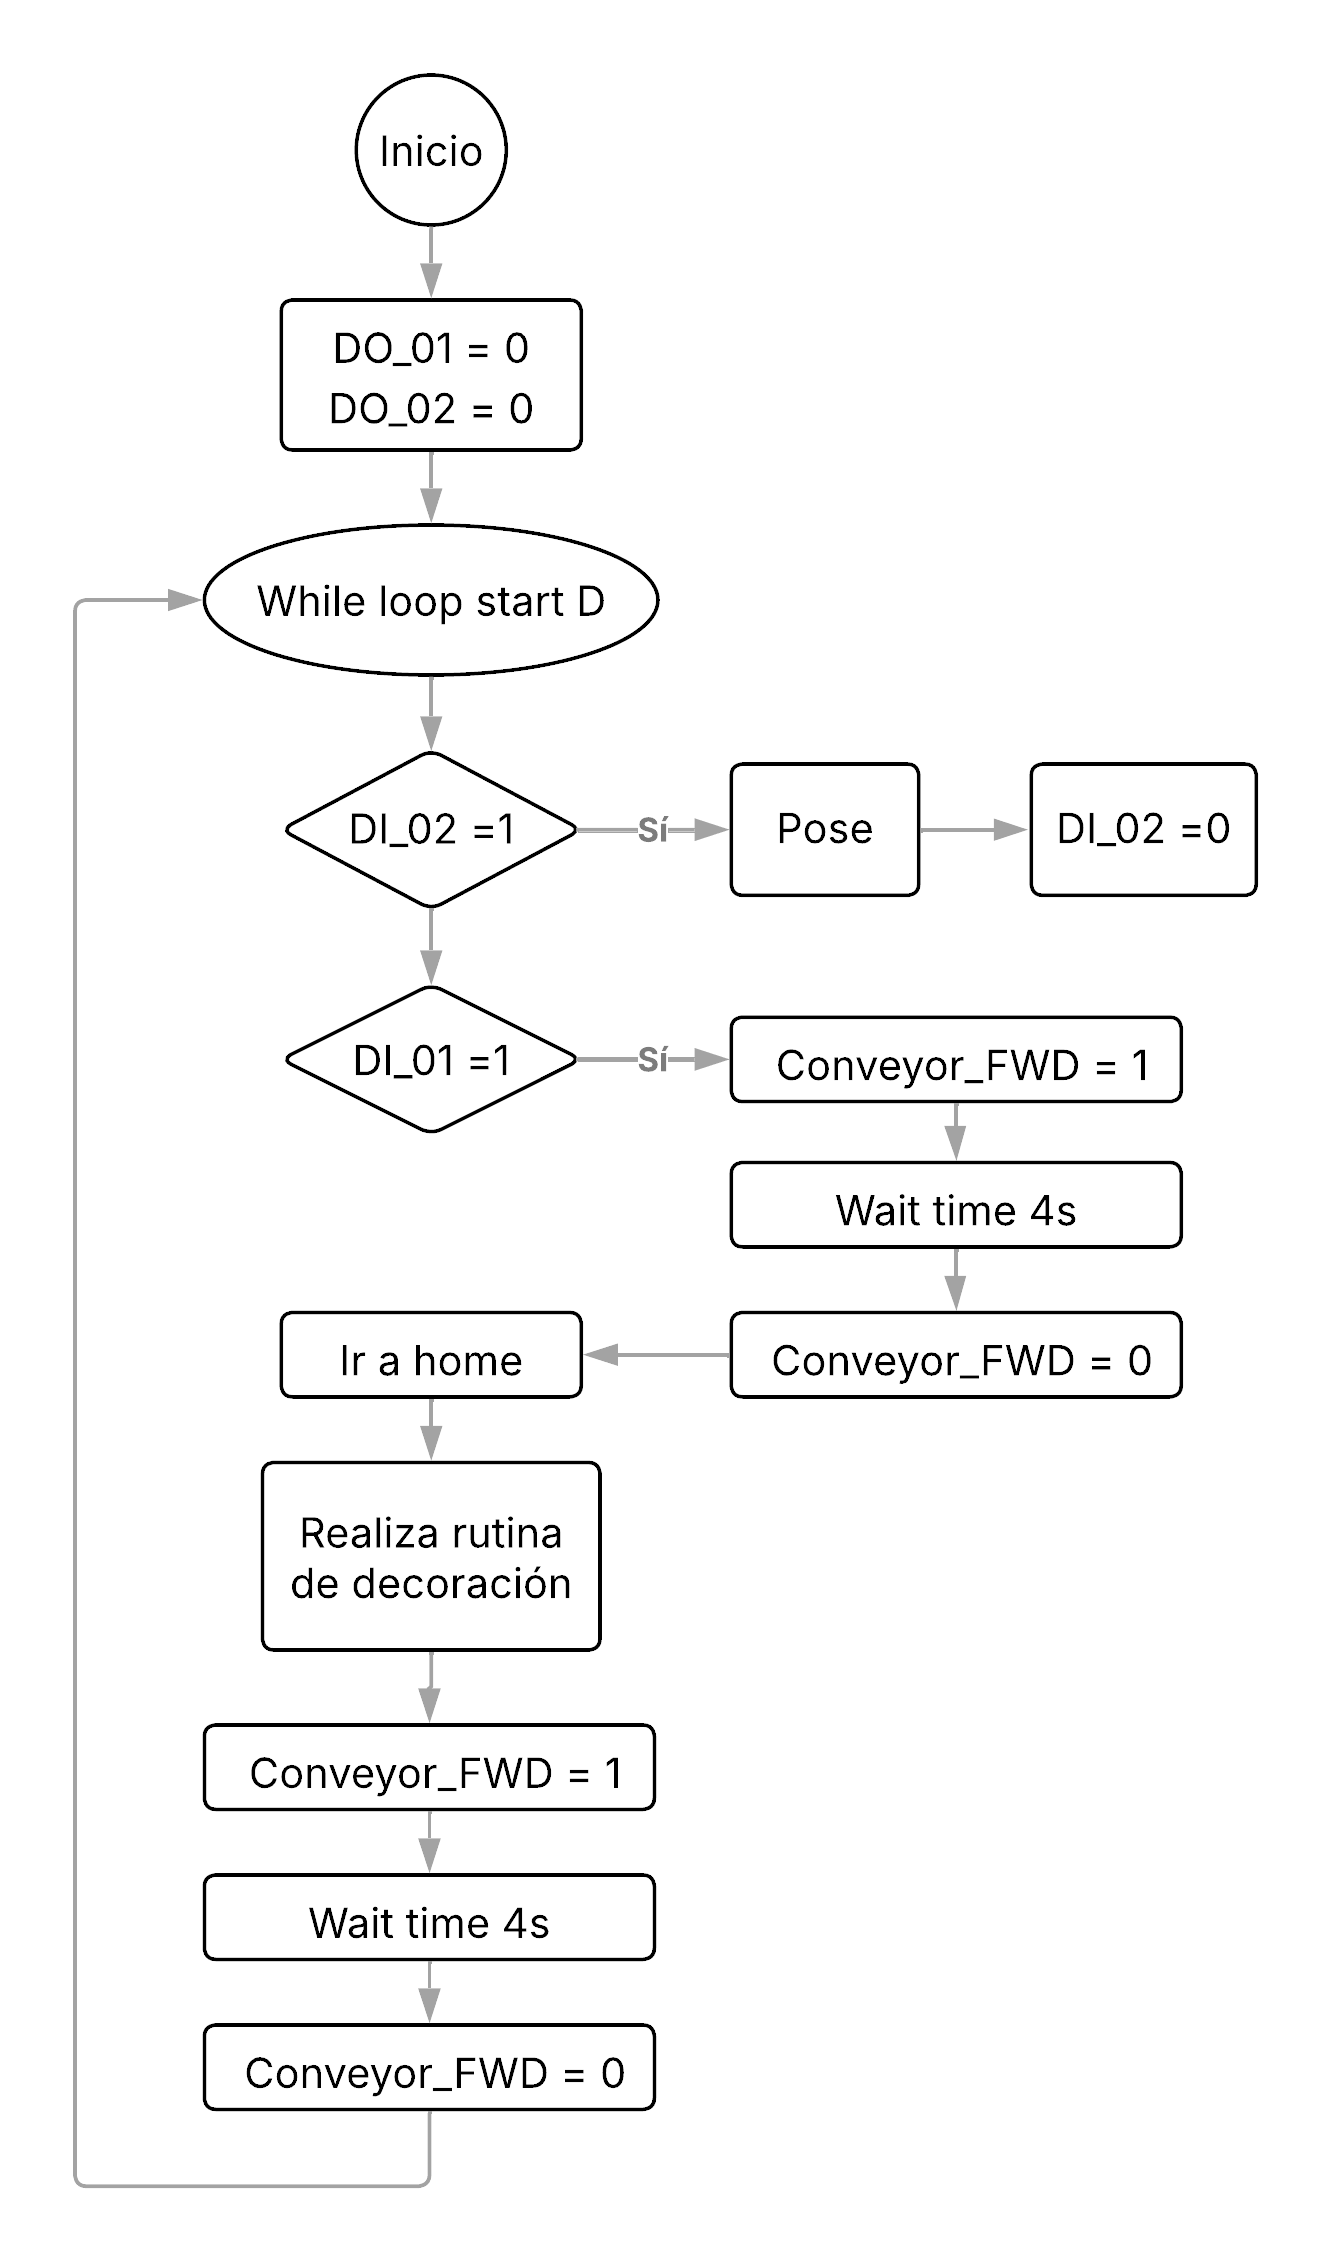 Inicio
DO_01 = 0
DO_02 = 0
While loop start D
DI_02 =1
Sí
Pose
DI_02 =0
DI_01 =1
Sí
Conveyor_FWD = 1
Wait time 4s
Conveyor_FWD = 0
Ir a home
Realiza rutina
de decoración
Conveyor_FWD = 1
Wait time 4s
Conveyor_FWD = 0